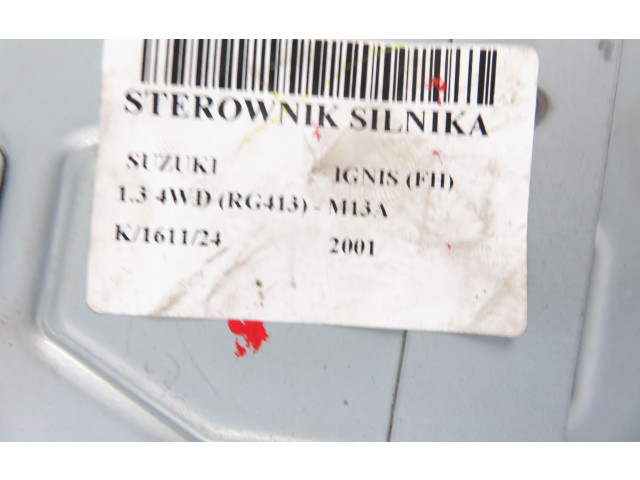 STEROWNIK SILNIKA
SUZUKI IGNIS (FH)
1.3 4WD (RG413) - M13A
K/1611/24 2001